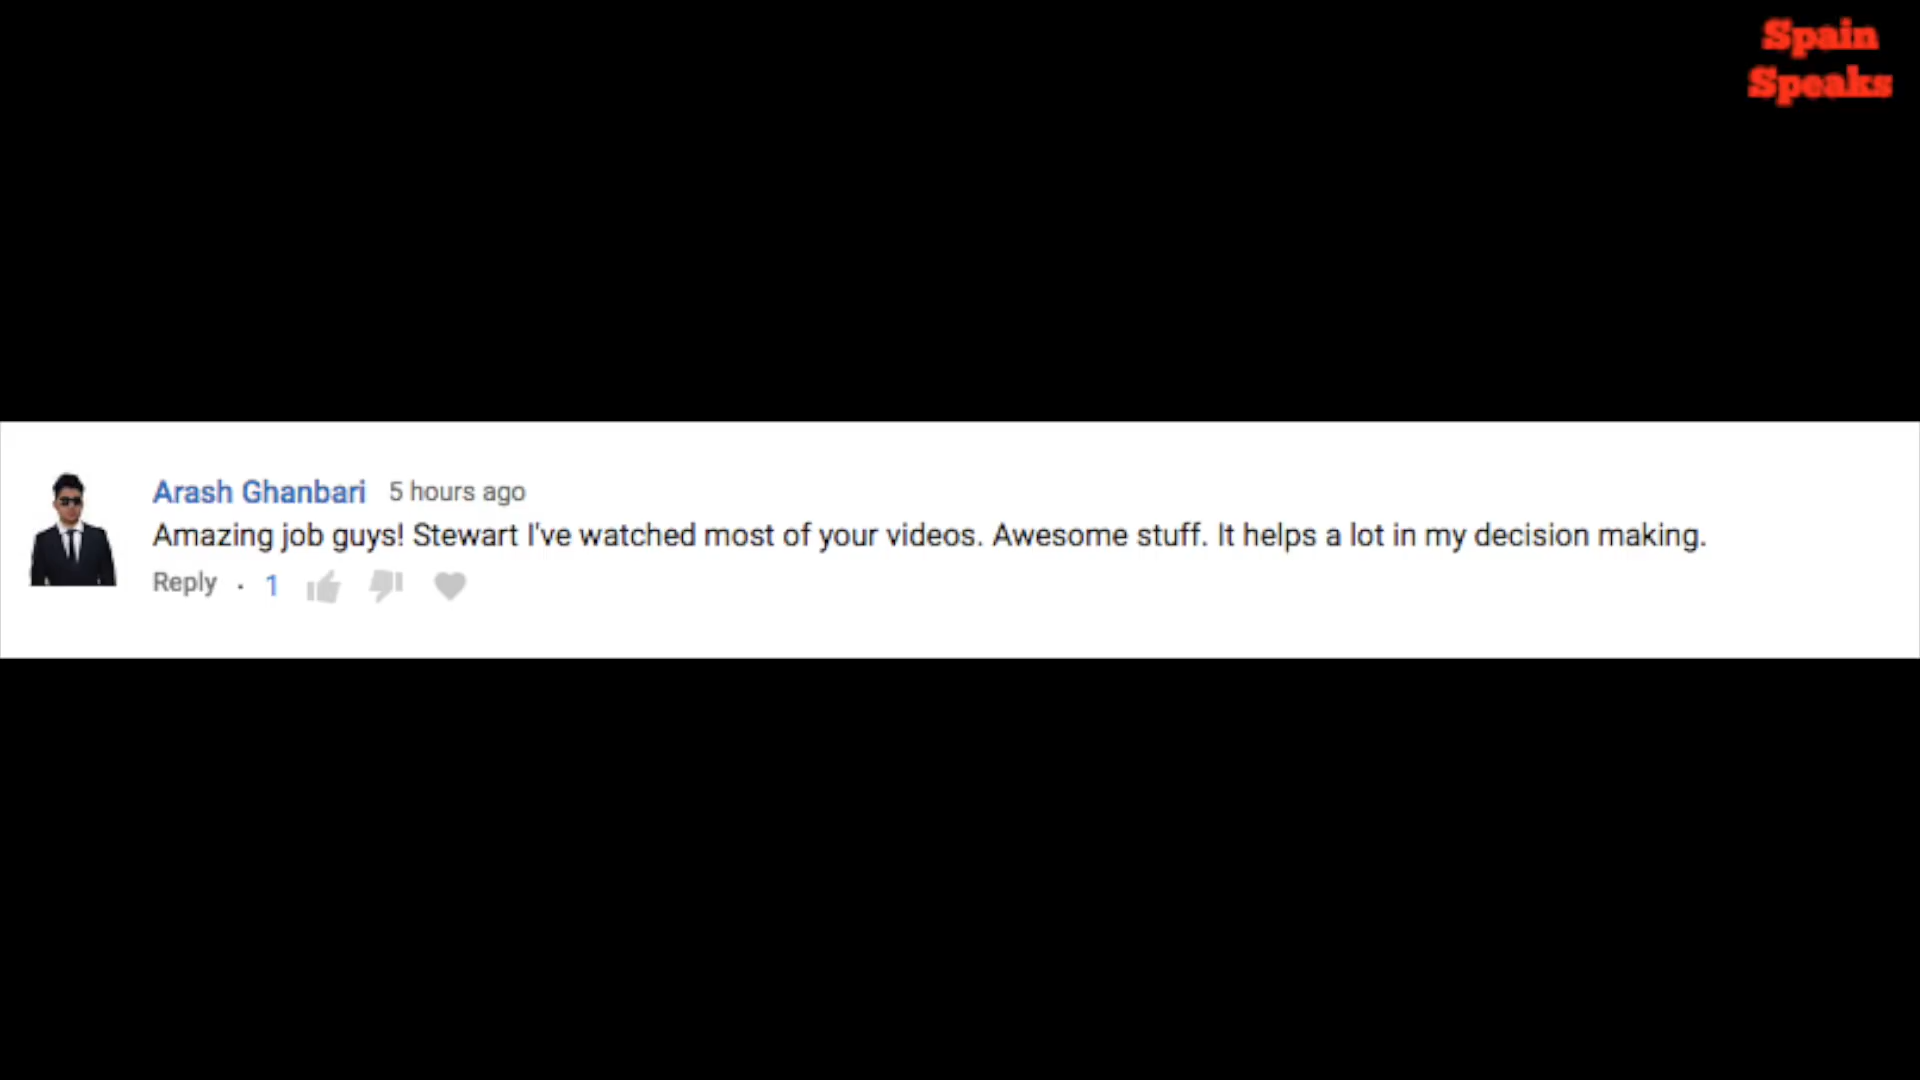 Spain
Speaks
Arash Ghanbari 5 hours ago
Amazing job guys! Stewart I've watched most of your videos. Awesome stuff. It helps a lot in my decision making.
Reply · 1